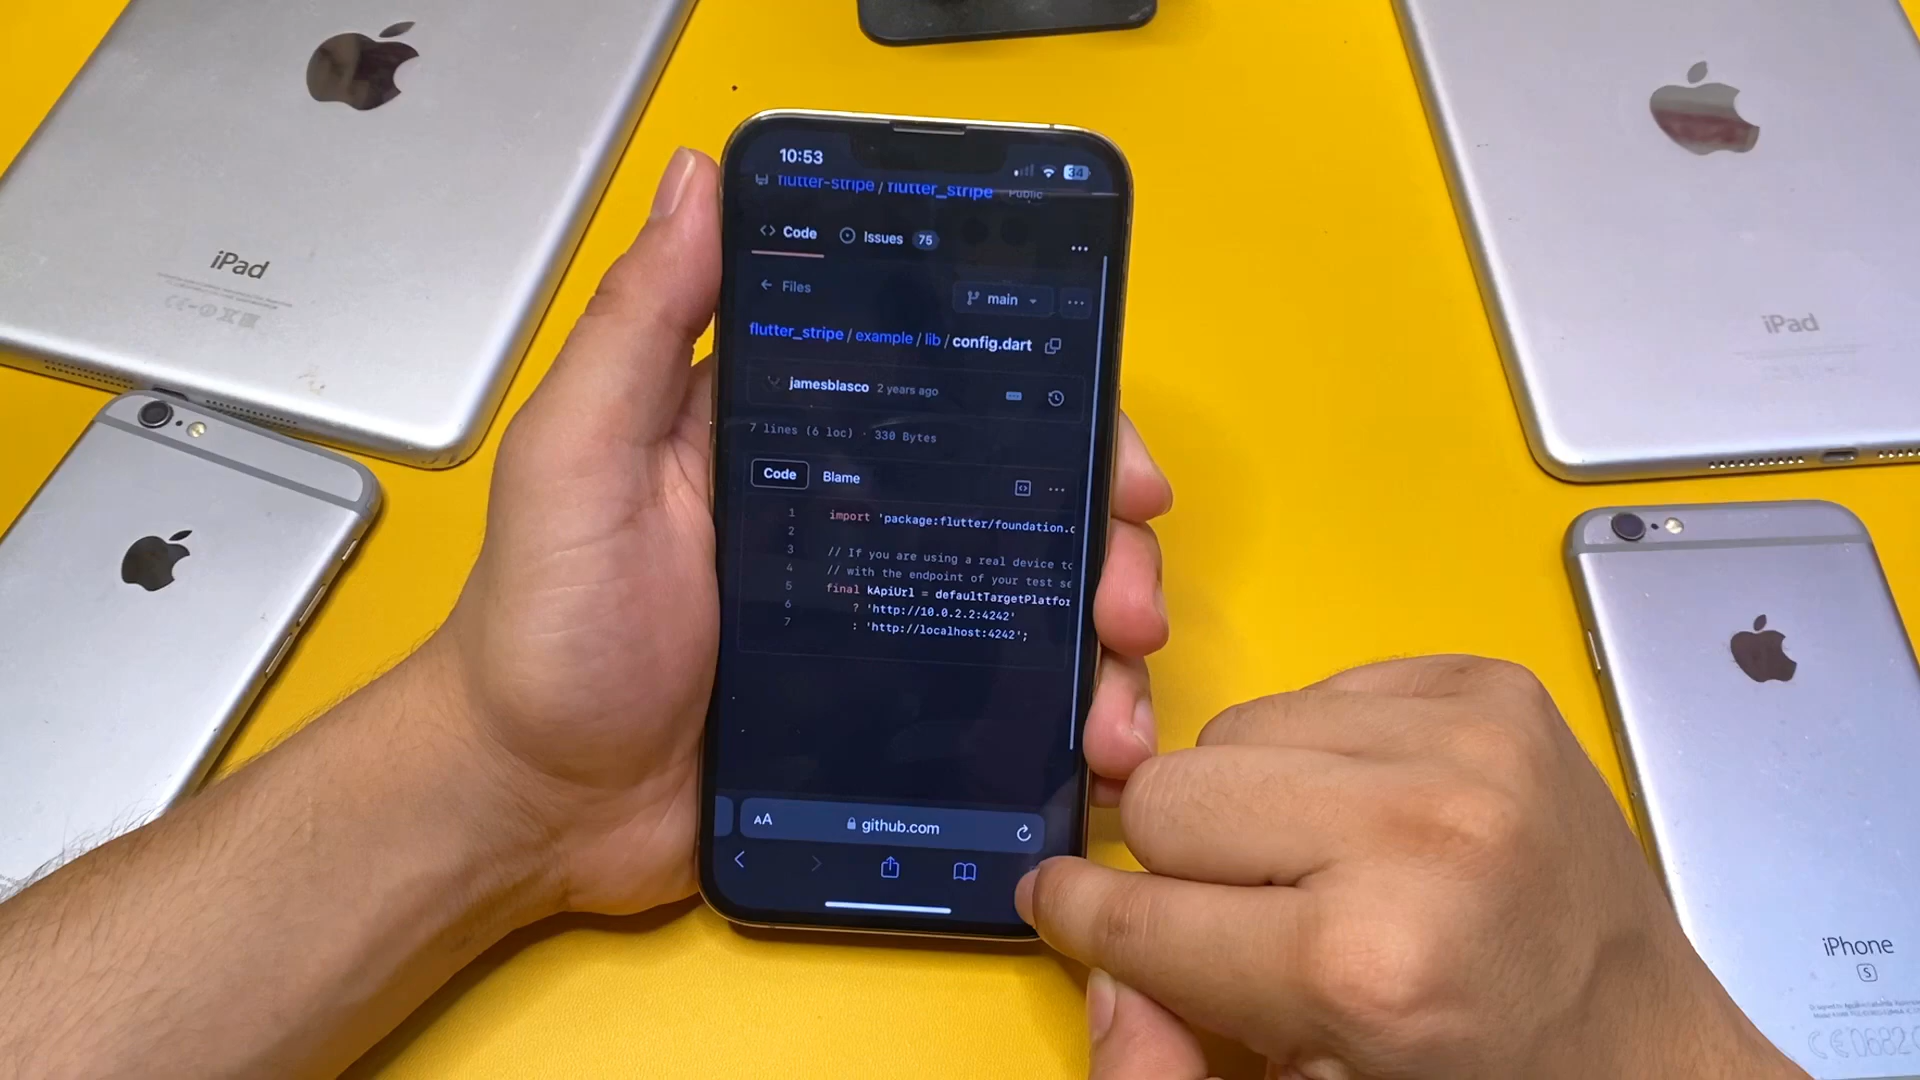 10:53
34
flutter-stripe / flutter_stripe Public
Code Issues 75
Files
main
flutter_stripe / example / lib / config.dart
jamesblasco 2 years ago
7 lines (6 loc) · 330 Bytes
Code Blame
1 import 'package:flutter/foundation.d
2
3 // If you are using a real device to
4 // with the endpoint of your test se
5 final kApiUrl = defaultTargetPlatfor
6 ? 'http://10.0.2.2:4242'
7 : 'http://localhost:4242';
AA github.com
iPad
iPad
iPhone
S